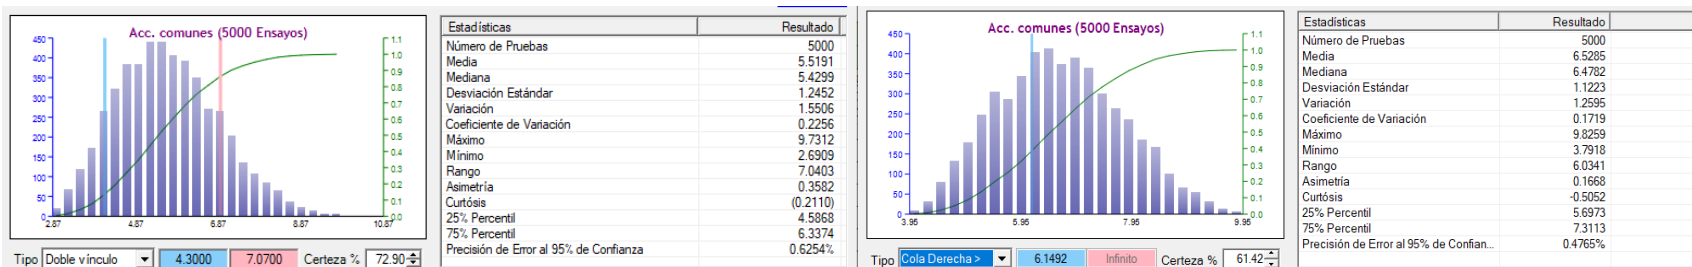 Acc. comunes (5000 Ensayos)
450
400
350
300
250
200
150
100
50
0
1.1
1.0
0.9
0.8
0.7
0.6
0.5
0.4
0.3
0.2
0.1
0.0
2.87 4.87 6.87 8.87 10.87
Tipo Doble vínculo 4.3000 7.0700 Certeza % 72.90
Estadísticas Resultado
Número de Pruebas 5000
Media 5.5191
Mediana 5.4299
Desviación Estándar 1.2452
Variación 1.5506
Coeficiente de Variación 0.2256
Máximo 9.7312
Mínimo 2.6909
Rango 7.0403
Asimetría 0.3582
Curtósis (0.2110)
25% Percentil 4.5868
75% Percentil 6.3374
Precisión de Error al 95% de Confianza 0.6254%
Acc. comunes (5000 Ensayos)
450
400
350
300
250
200
150
100
50
0
1.1
1.0
0.9
0.8
0.7
0.6
0.5
0.4
0.3
0.2
0.1
0.0
3.95 5.95 7.95 9.95
Tipo Cola Derecha > 6.1492 Infinito Certeza % 61.42
Estadísticas Resultado
Número de Pruebas 5000
Media 6.5285
Mediana 6.4782
Desviación Estándar 1.1223
Variación 1.2595
Coeficiente de Variación 0.1719
Máximo 9.8259
Mínimo 3.7918
Rango 6.0341
Asimetría 0.1668
Curtósis -0.5052
25% Percentil 5.6973
75% Percentil 7.3113
Precisión de Error al 95% de Confian... 0.4765%